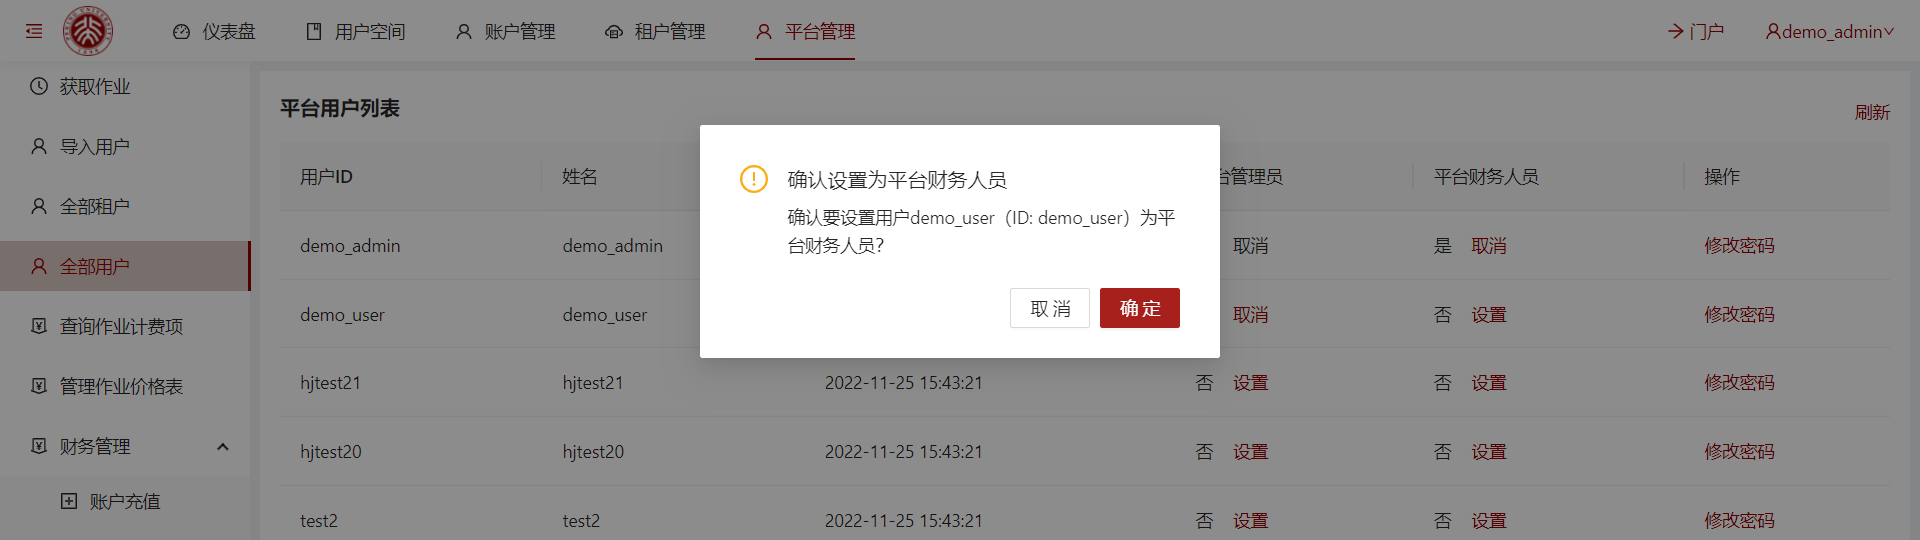 仪表盘 用户空间 账户管理 租户管理 平台管理 门户 demo_admin
获取作业
导入用户
全部租户
全部用户
查询作业计费项
管理作业价格表
财务管理
账户充值
平台用户列表
刷新
用户ID 姓名 台管理员 平台财务人员 操作
demo_admin demo_admin 取消 是 取消 修改密码
demo_user demo_user 取消 否 设置 修改密码
hjtest21 hjtest21 2022-11-25 15:43:21 否 设置 否 设置 修改密码
hjtest20 hjtest20 2022-11-25 15:43:21 否 设置 否 设置 修改密码
test2 test2 2022-11-25 15:43:21 否 设置 否 设置 修改密码
确认设置为平台财务人员
确认要设置用户demo_user（ID: demo_user）为平
台财务人员？
取 消 确 定